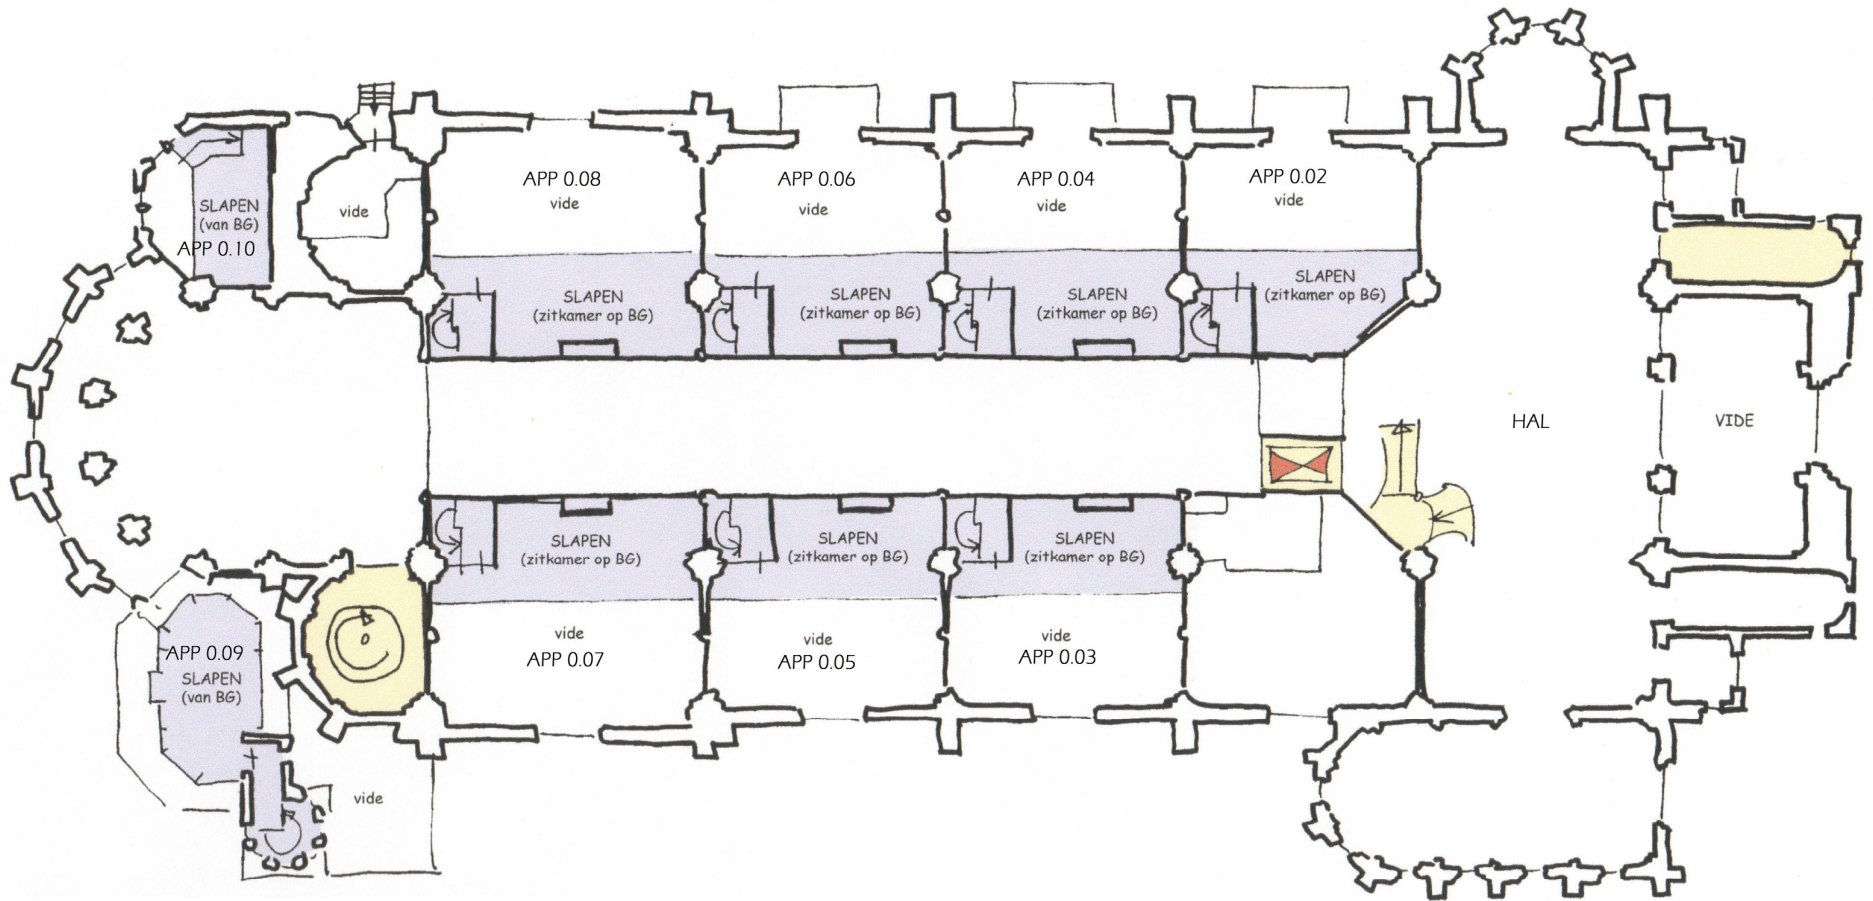 APP 0.08
vide
APP 0.06
vide
APP 0.04
vide
APP 0.02
vide
SLAPEN
(van BG)
APP 0.10
vide
SLAPEN
(zitkamer op BG)
SLAPEN
(zitkamer op BG)
SLAPEN
(zitkamer op BG)
SLAPEN
(zitkamer op BG)
HAL
VIDE
SLAPEN
(zitkamer op BG)
SLAPEN
(zitkamer op BG)
SLAPEN
(zitkamer op BG)
vide
APP 0.07
vide
APP 0.05
vide
APP 0.03
APP 0.09
SLAPEN
(van BG)
vide